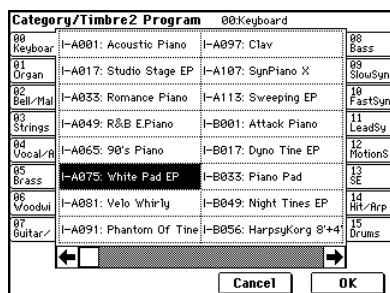 Category/Timbre2 Program 00:Keyboard
00 Keyboar
01 Organ
02 Bell/Mal
03 Strings
04 Vocal/A
05 Brass
06 Woodwi
07 Guitar/
I-A001: Acoustic Piano I-A097: Clav
I-A017: Studio Stage EP I-A107: SynPiano X
I-A033: Romance Piano I-A113: Sweeping EP
I-A049: R&B E.Piano I-B001: Attack Piano
I-A065: 90's Piano I-B017: Dyno Tine EP
I-A075: White Pad EP I-B033: Piano Pad
I-A081: Velo Whirly I-B049: Night Tines EP
I-A091: Phantom Of Tine I-B056: HarpsyKorg 8'+4'
08 Bass
09 SlowSyn
10 FastSyn
11 LeadSy
12 MotionS
13 SE
14 Hit/Arp
15 Drums
Cancel OK